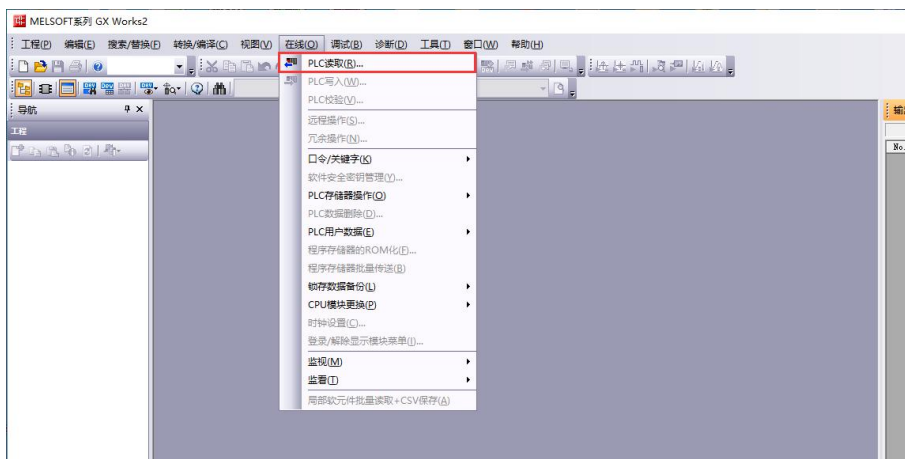 MELSOFT系列 GX Works2
工程(P) 编辑(E) 搜索/替换(F) 转换/编译(C) 视图(V) 在线(O) 调试(B) 诊断(D) 工具(T) 窗口(W) 帮助(H)
PLC读取(R)...
PLC写入(W)...
PLC校验(V)...
远程操作(S)...
冗余操作(N)...
口令/关键字(K)
软件安全密钥管理(Y)...
PLC存储器操作(O)
PLC数据删除(D)...
PLC用户数据(E)
程序存储器的ROM化(F)...
程序存储器批量传送(B)
锁存数据备份(L)
CPU模块更换(P)
时钟设置(C)...
登录/解除显示模块菜单(I)...
监视(M)
监看(T)
局部软元件批量读取+CSV保存(A)
导航
工程
输出
No.